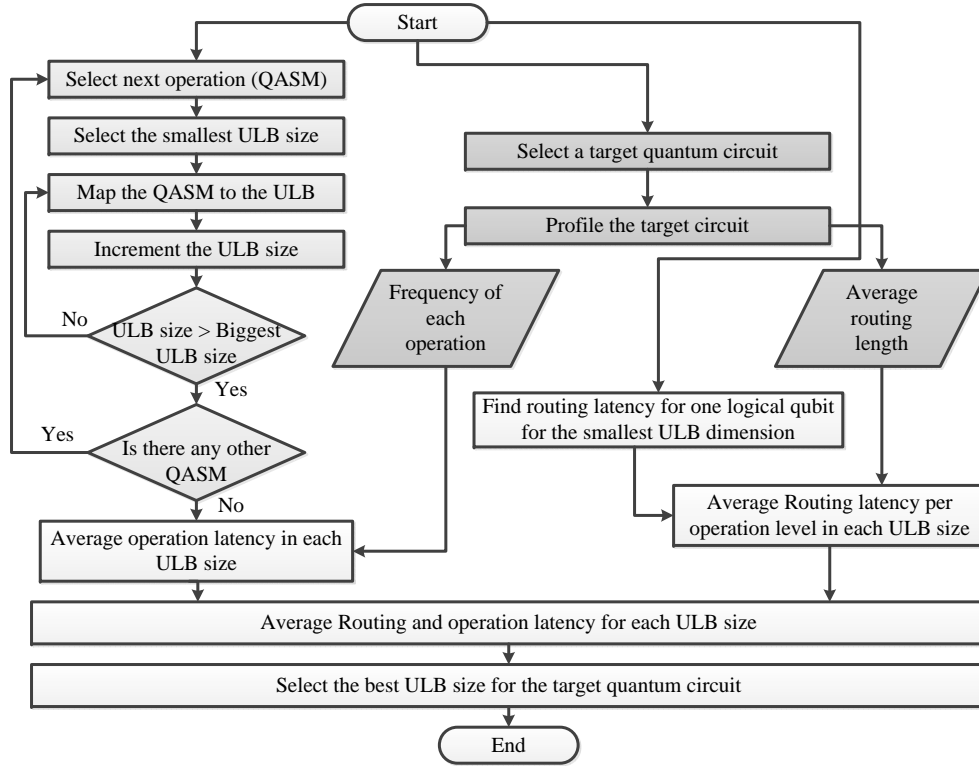 Start
Select next operation (QASM)
Select the smallest ULB size
Map the QASM to the ULB
Increment the ULB size
No
ULB size > Biggest
ULB size
Yes
Yes
Is there any other
QASM
No
Average operation latency in each
ULB size
Select a target quantum circuit
Profile the target circuit
Frequency of
each
operation
Average
routing
length
Find routing latency for one logical qubit
for the smallest ULB dimension
Average Routing latency per
operation level in each ULB size
Average Routing and operation latency for each ULB size
Select the best ULB size for the target quantum circuit
End